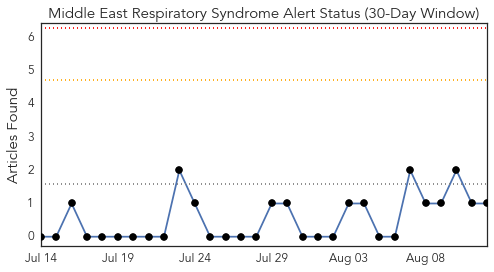 Middle East Respiratory Syndrome Alert Status (30-Day Window)
Articles Found
6
5
4
3
2
1
0
Jul 14 Jul 19 Jul 24 Jul 29 Aug 03 Aug 08